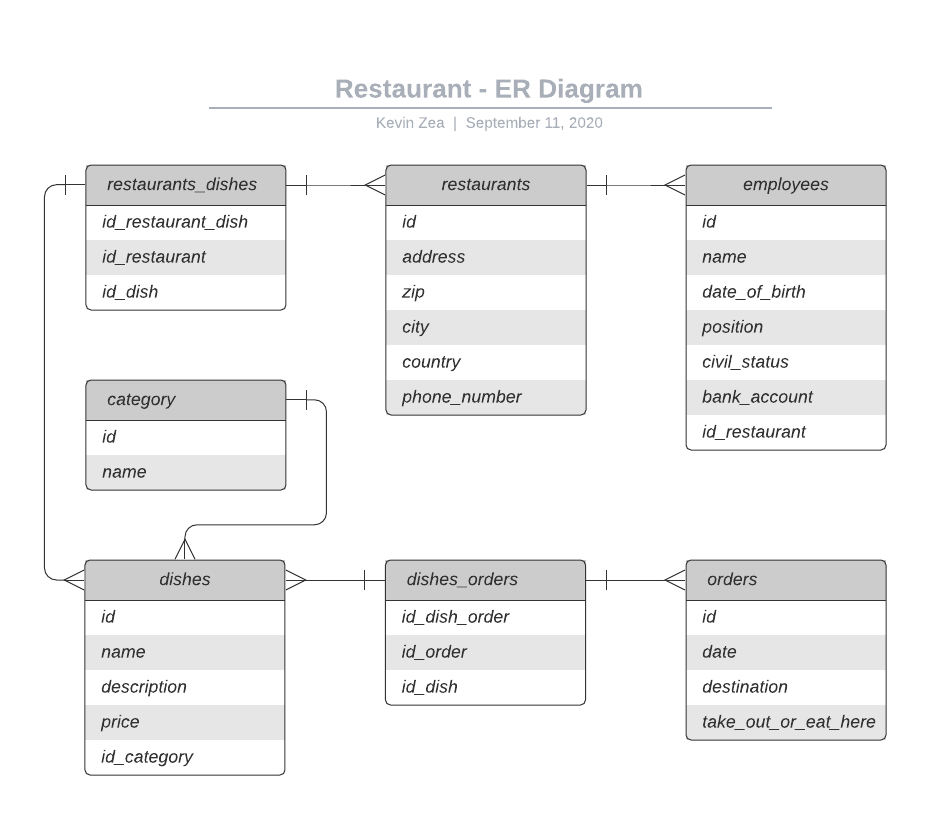 Restaurant - ER Diagram
Kevin Zea | September 11, 2020
restaurants_dishes
id_restaurant_dish
id_restaurant
id_dish
restaurants
id
address
zip
city
country
phone_number
employees
id
name
date_of_birth
position
civil_status
bank_account
id_restaurant
category
id
name
dishes
id
name
description
price
id_category
dishes_orders
id_dish_order
id_order
id_dish
orders
id
date
destination
take_out_or_eat_here